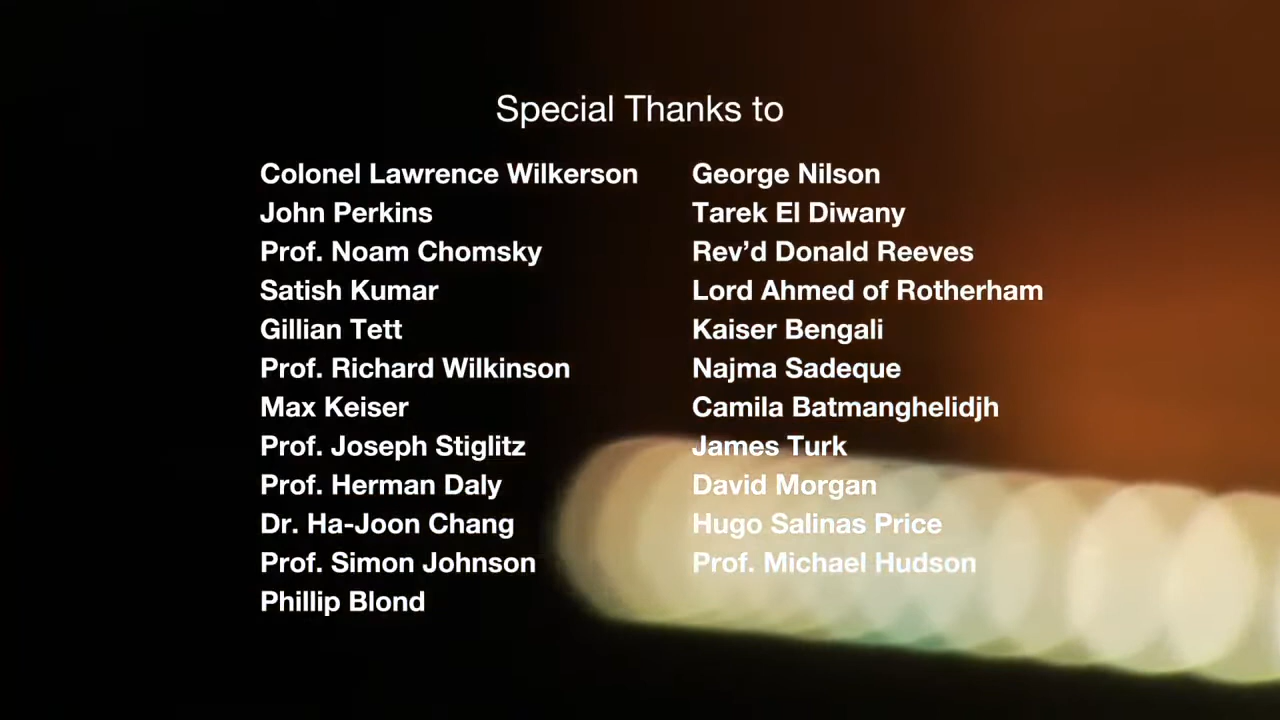 Special Thanks to
Colonel Lawrence Wilkerson
John Perkins
Prof. Noam Chomsky
Satish Kumar
Gillian Tett
Prof. Richard Wilkinson
Max Keiser
Prof. Joseph Stiglitz
Prof. Herman Daly
Dr. Ha-Joon Chang
Prof. Simon Johnson
Phillip Blond
George Nilson
Tarek El Diwany
Rev’d Donald Reeves
Lord Ahmed of Rotherham
Kaiser Bengali
Najma Sadeque
Camila Batmanghelidjh
James Turk
David Morgan
Hugo Salinas Price
Prof. Michael Hudson